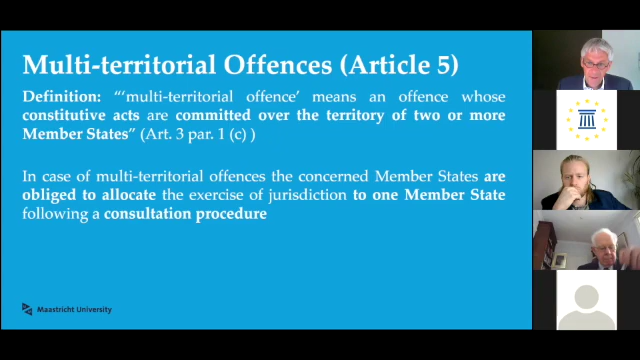 Multi-territorial Offences (Article 5)
Definition: “‘multi-territorial offence’ means an offence whose
constitutive acts are committed over the territory of two or more
Member States” (Art. 3 par. 1 (c) )
In case of multi-territorial offences the concerned Member States are
obliged to allocate the exercise of jurisdiction to one Member State
following a consultation procedure
Maastricht University